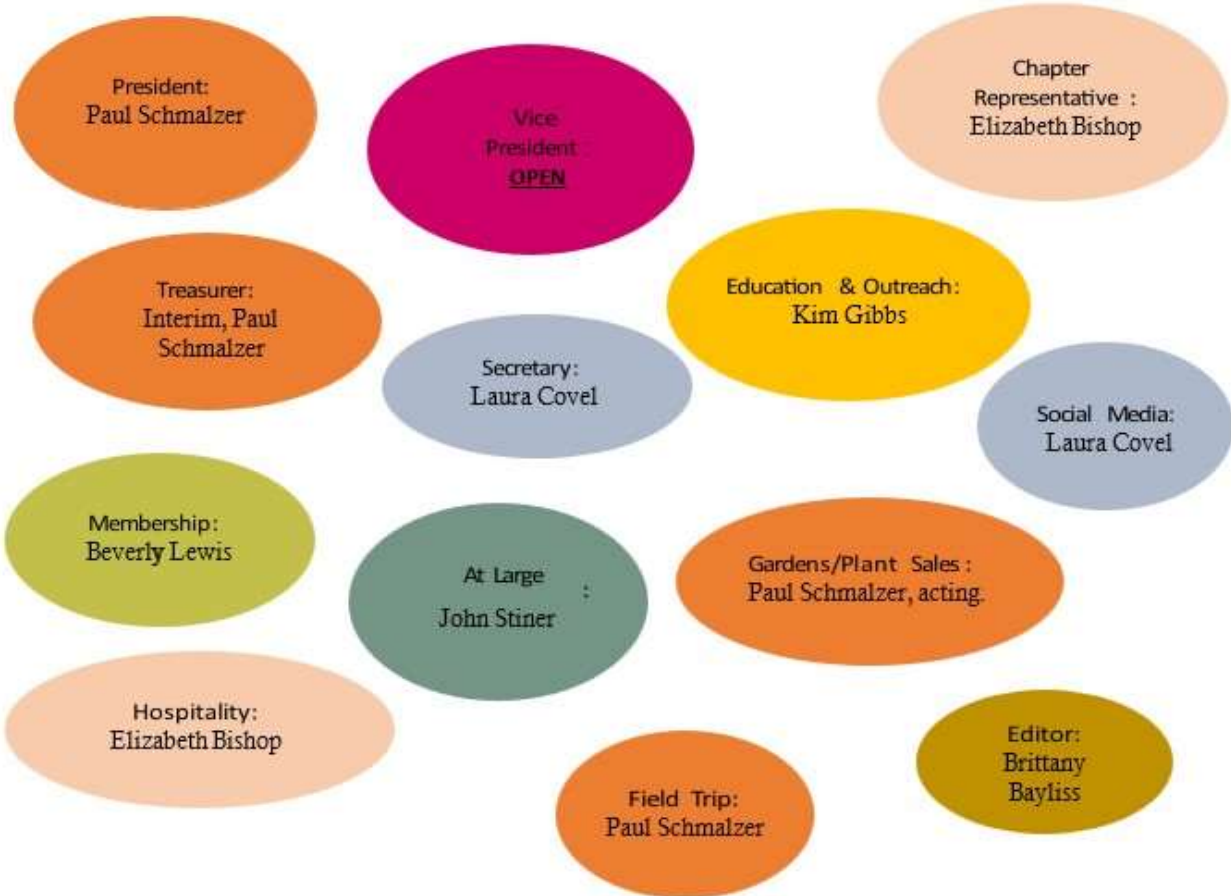 President:
Paul Schmalzer
Vice
President
OPEN
Chapter
Representative :
Elizabeth Bishop
Treasurer:
Interim, Paul
Schmalzer
Education & Outreach:
Kim Gibbs
Secretary:
Laura Covel
Social Media:
Laura Covel
Membership:
Beverly Lewis
At Large :
John Stiner
Gardens/Plant Sales :
Paul Schmalzer, acting.
Hospitality:
Elizabeth Bishop
Field Trip:
Paul Schmalzer
Editor:
Brittany
Bayliss